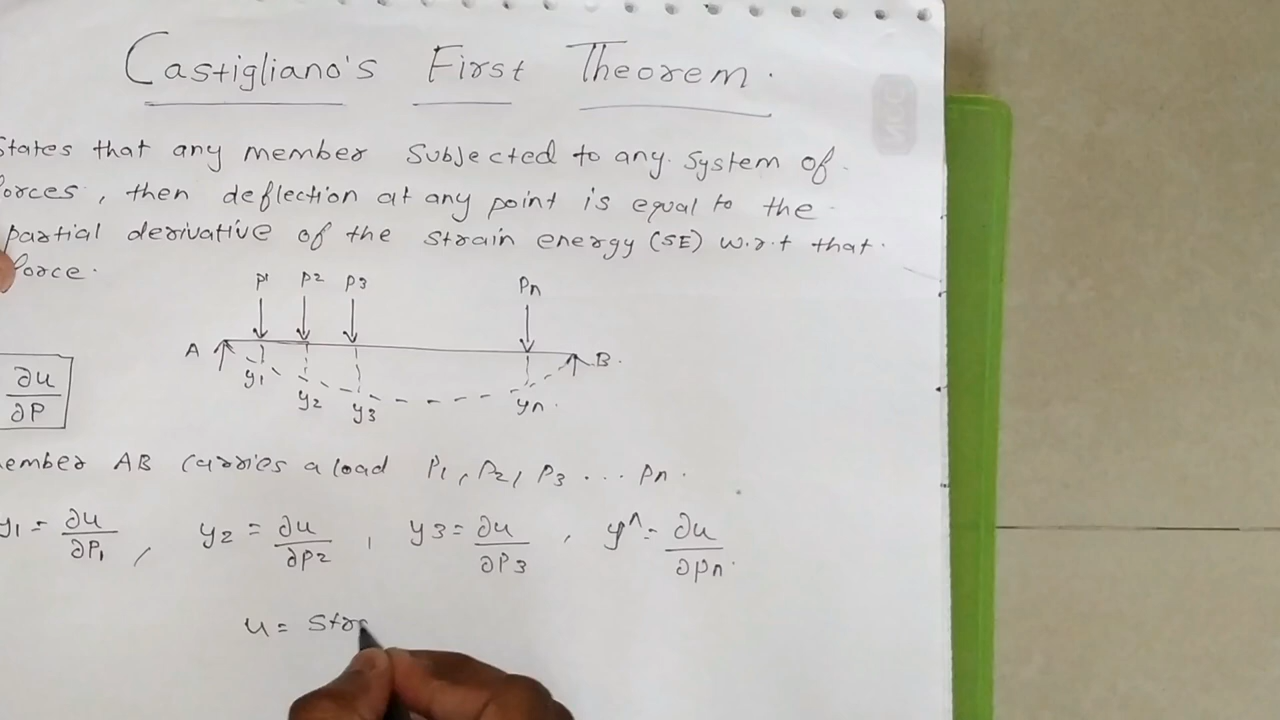 Castigliano's First Theorem.
States that any member Subjected to any System of
forces, then deflection at any point is equal to the
partial derivative of the strain energy (SE) w.r.t that
force.
P1 P2 P3 Pn
A B.
y1 y2 y3 yn.
∂u
∂P
ember AB Carries a load P1, P2, P3 ... Pn.
y1 = ∂u/∂P1, y2 = ∂u/∂P2, y3 = ∂u/∂P3, yn = ∂u/∂Pn.
u = Str